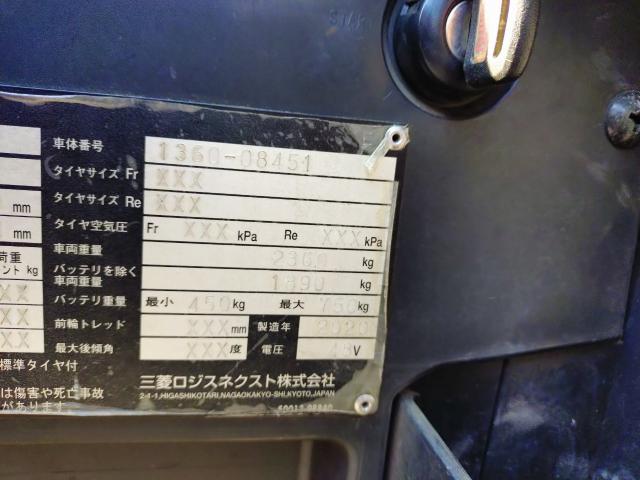 車体番号 1360-08451
タイヤサイズ Fr XXX
タイヤサイズ Re XXX
mm タイヤ空気圧 Fr XXX kPa Re XXX kPa
mm 車両重量 2360 kg
荷重 バッテリを除く
ント kg 車両重量 1890 kg
XX バッテリ重量 最小 450 kg 最大 750 kg
XX 前輪トレッド XXX mm 製造年 2020
XX 最大後傾角 XXX 度 電圧 V
標準タイヤ付
三菱ロジスネクスト株式会社
2-4-1,HIGASHIKOTARI,NAGAOKAKYO-SHI,KYOTO,JAPAN
は傷害や死亡事故
があります。